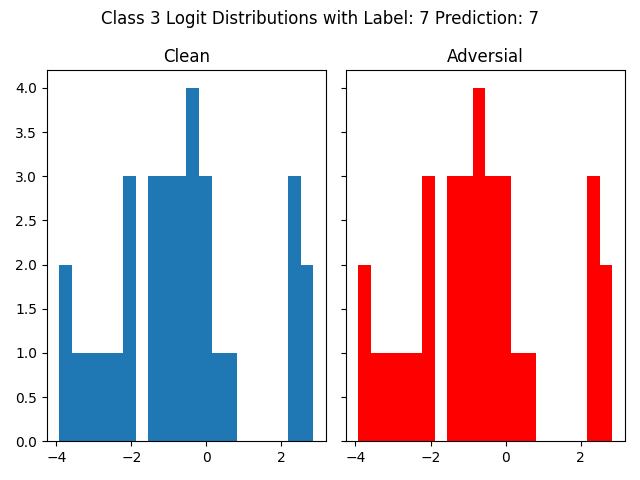 Class 3 Logit Distributions with Label: 7 Prediction: 7
Clean
Adversial
4.0
3.5
3.0
2.5
2.0
1.5
1.0
0.5
0.0
−4 −2 0 2
−4 −2 0 2